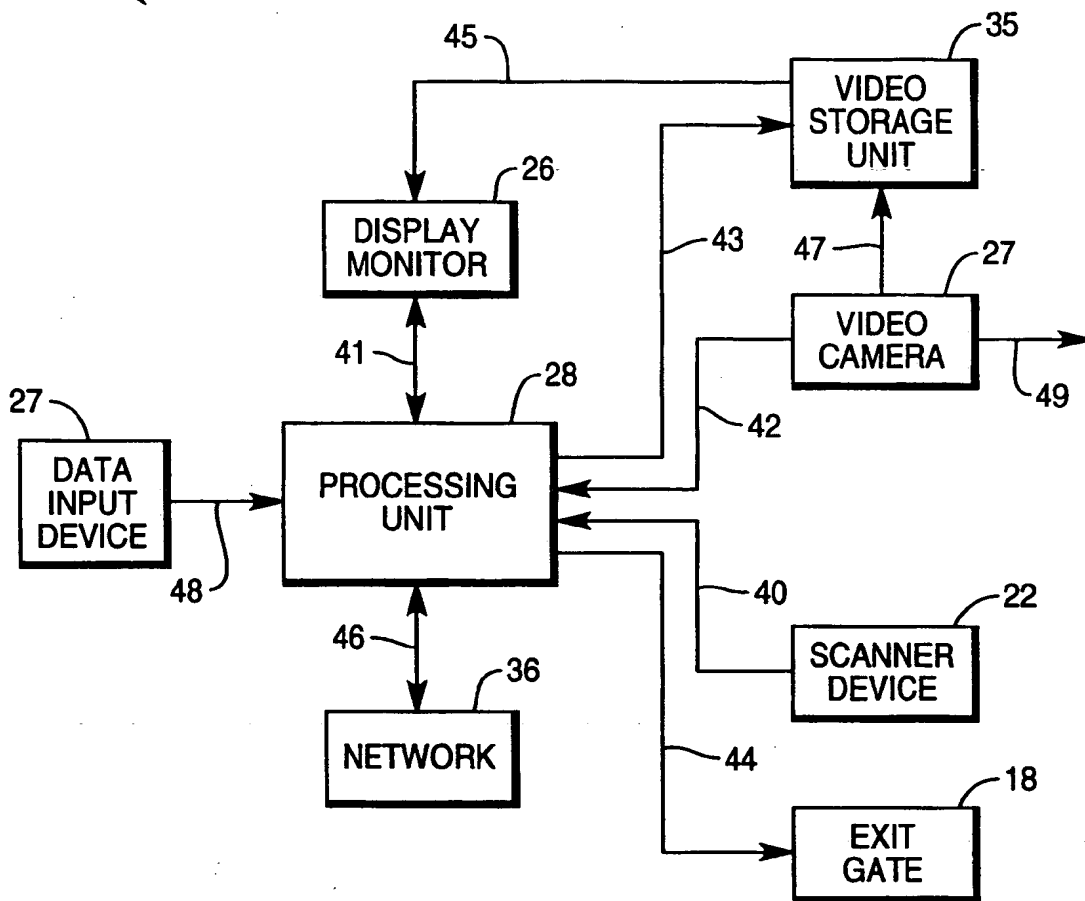 45
35
VIDEO
STORAGE
UNIT
26
DISPLAY
MONITOR
43
47
27
VIDEO
CAMERA
49
41
28
42
27
DATA
INPUT
DEVICE
48
PROCESSING
UNIT
40
22
SCANNER
DEVICE
46
36
NETWORK
44
18
EXIT
GATE